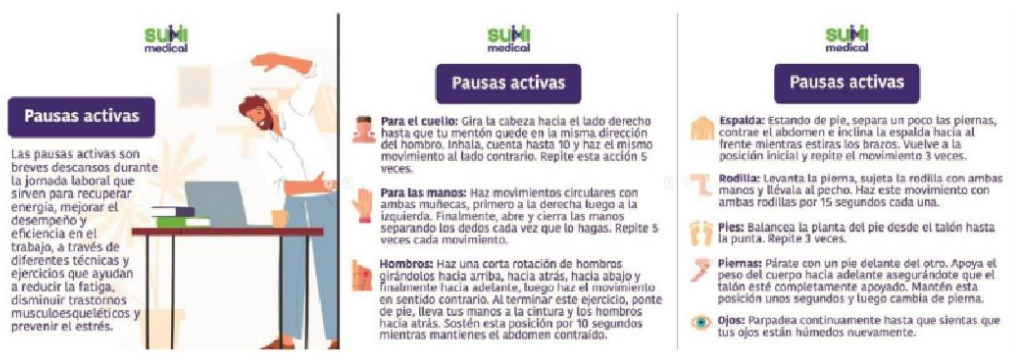 SUMI
medical
Pausas activas
Las pausas activas son
breves descansos durante
la jornada laboral que
sirven para recuperar
energía, mejorar el
desempeño y
eficiencia en el
trabajo, a través de
diferentes técnicas y
ejercicios que ayudan
a reducir la fatiga,
disminuir trastornos
musculoesqueléticos y
prevenir el estrés.
SUMI
medical
Pausas activas
Para el cuello: Gira la cabeza hacia el lado derecho
hasta que tu mentón quede en la misma dirección
del hombro. Inhala, cuenta hasta 10 y haz el mismo
movimiento al lado contrario. Repite esta acción 5
veces.
Para las manos: Haz movimientos circulares con
ambas muñecas, primero a la derecha luego a la
izquierda. Finalmente, abre y cierra las manos
separando los dedos cada vez que lo hagas. Repite 5
veces cada movimiento.
Hombros: Haz una corta rotación de hombros
girándolos hacia arriba, hacia atrás, hacia abajo y
finalmente hacia adelante, luego haz el movimiento
en sentido contrario. Al terminar este ejercicio, ponte
de pie, lleva tus manos a la cintura y los hombros
hacia atrás. Sostén esta posición por 10 segundos
mientras mantienes el abdomen contraído.
SUMI
medical
Pausas activas
Espalda: Estando de pie, separa un poco las piernas,
contrae el abdomen e inclina la espalda hacia al
frente mientras estiras los brazos. Vuelve a la
posición inicial y repite el movimiento 3 veces.
Rodilla: Levanta la pierna, sujeta la rodilla con ambas
manos y llévala al pecho. Haz este movimiento con
ambas rodillas por 15 segundos cada una.
Pies: Balancea la planta del pie desde el talón hasta
la punta. Repite 3 veces.
Piernas: Párate con un pie delante del otro. Apoya el
peso del cuerpo hacia adelante asegurándote que el
talón esté completamente apoyado. Mantén esta
posición unos segundos y luego cambia de pierna.
Ojos: Parpadea continuamente hasta que sientas que
tus ojos están húmedos nuevamente.